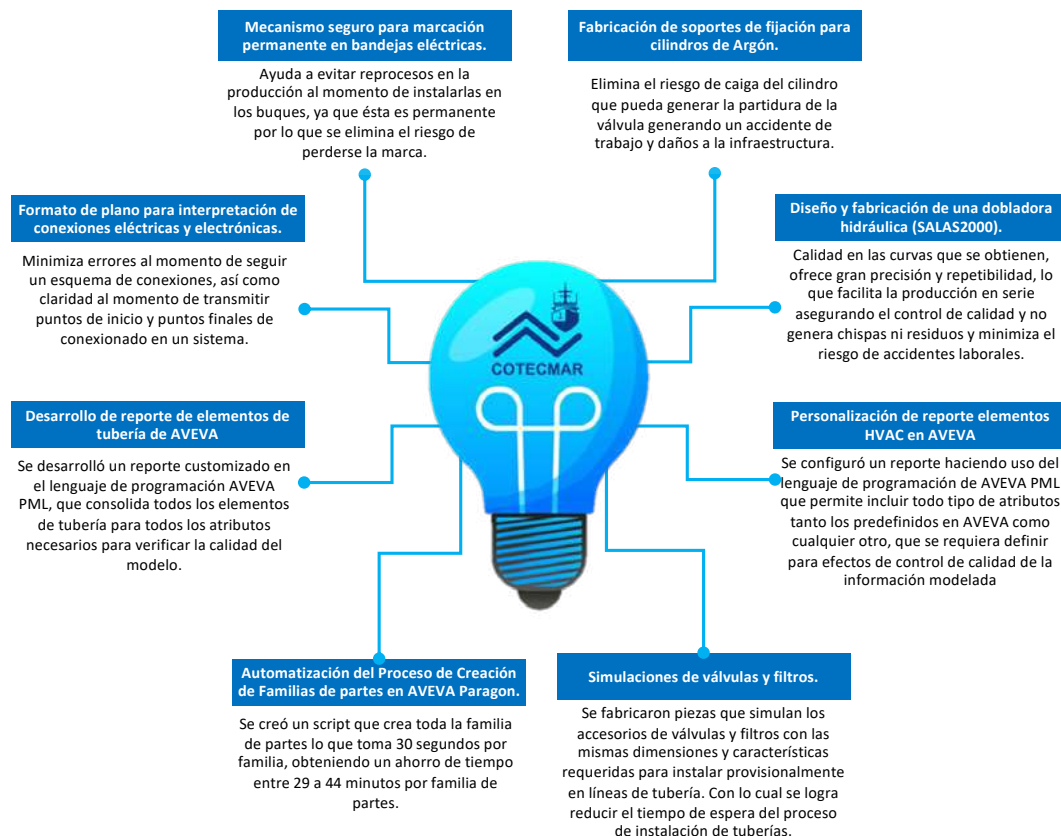 Mecanismo seguro para marcación
permanente en bandejas eléctricas.
Ayuda a evitar reprocesos en la
producción al momento de instalarlas en
los buques, ya que ésta es permanente
por lo que se elimina el riesgo de
perderse la marca.
Fabricación de soportes de fijación para
cilindros de Argón.
Elimina el riesgo de caiga del cilindro
que pueda generar la partidura de la
válvula generando un accidente de
trabajo y daños a la infraestructura.
Formato de plano para interpretación de
conexiones eléctricas y electrónicas.
Minimiza errores al momento de seguir
un esquema de conexiones, así como
claridad al momento de transmitir
puntos de inicio y puntos finales de
conexionado en un sistema.
Diseño y fabricación de una dobladora
hidráulica (SALAS2000).
Calidad en las curvas que se obtienen,
ofrece gran precisión y repetibilidad, lo
que facilita la producción en serie
asegurando el control de calidad y no
genera chispas ni residuos y minimiza el
riesgo de accidentes laborales.
COTECMAR
Desarrollo de reporte de elementos de
tubería de AVEVA
Se desarrolló un reporte customizado en
el lenguaje de programación AVEVA
PML, que consolida todos los elementos
de tubería para todos los atributos
necesarios para verificar la calidad del
modelo.
Personalización de reporte elementos
HVAC en AVEVA
Se configuró un reporte haciendo uso del
lenguaje de programación de AVEVA PML
que permite incluir todo tipo de atributos
tanto los predefinidos en AVEVA como
cualquier otro, que se requiera definir
para efectos de control de calidad de la
información modelada
Automatización del Proceso de Creación
de Familias de partes en AVEVA Paragon.
Se creó un script que crea toda la familia
de partes lo que toma 30 segundos por
familia, obteniendo un ahorro de tiempo
entre 29 a 44 minutos por familia de
partes.
Simulaciones de válvulas y filtros.
Se fabricaron piezas que simulan los
accesorios de válvulas y filtros con las
mismas dimensiones y características
requeridas para instalar provisionalmente
en líneas de tubería. Con lo cual se logra
reducir el tiempo de espera del proceso
de instalación de tuberías.